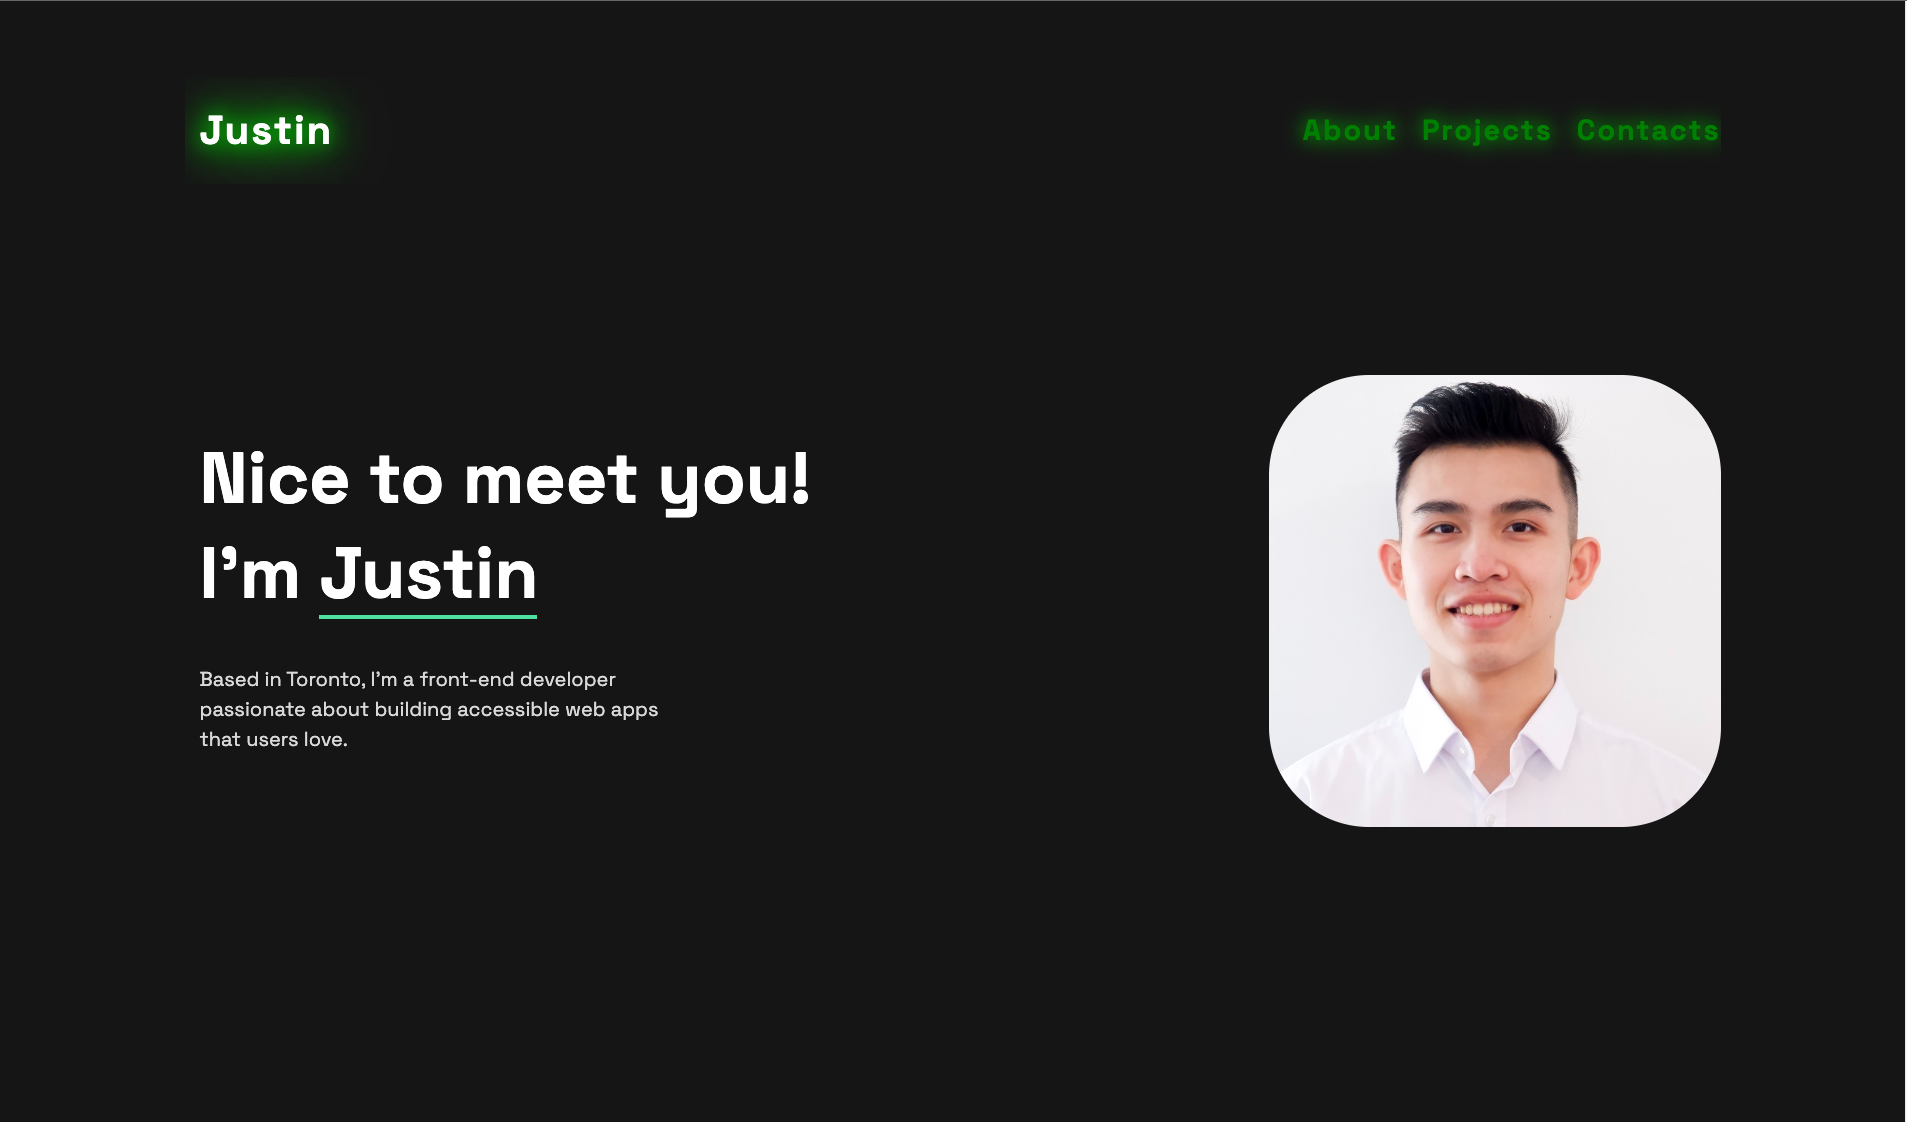 Justin
About Projects Contacts
Nice to meet you!
I’m Justin
Based in Toronto, I’m a front-end developer
passionate about building accessible web apps
that users love.